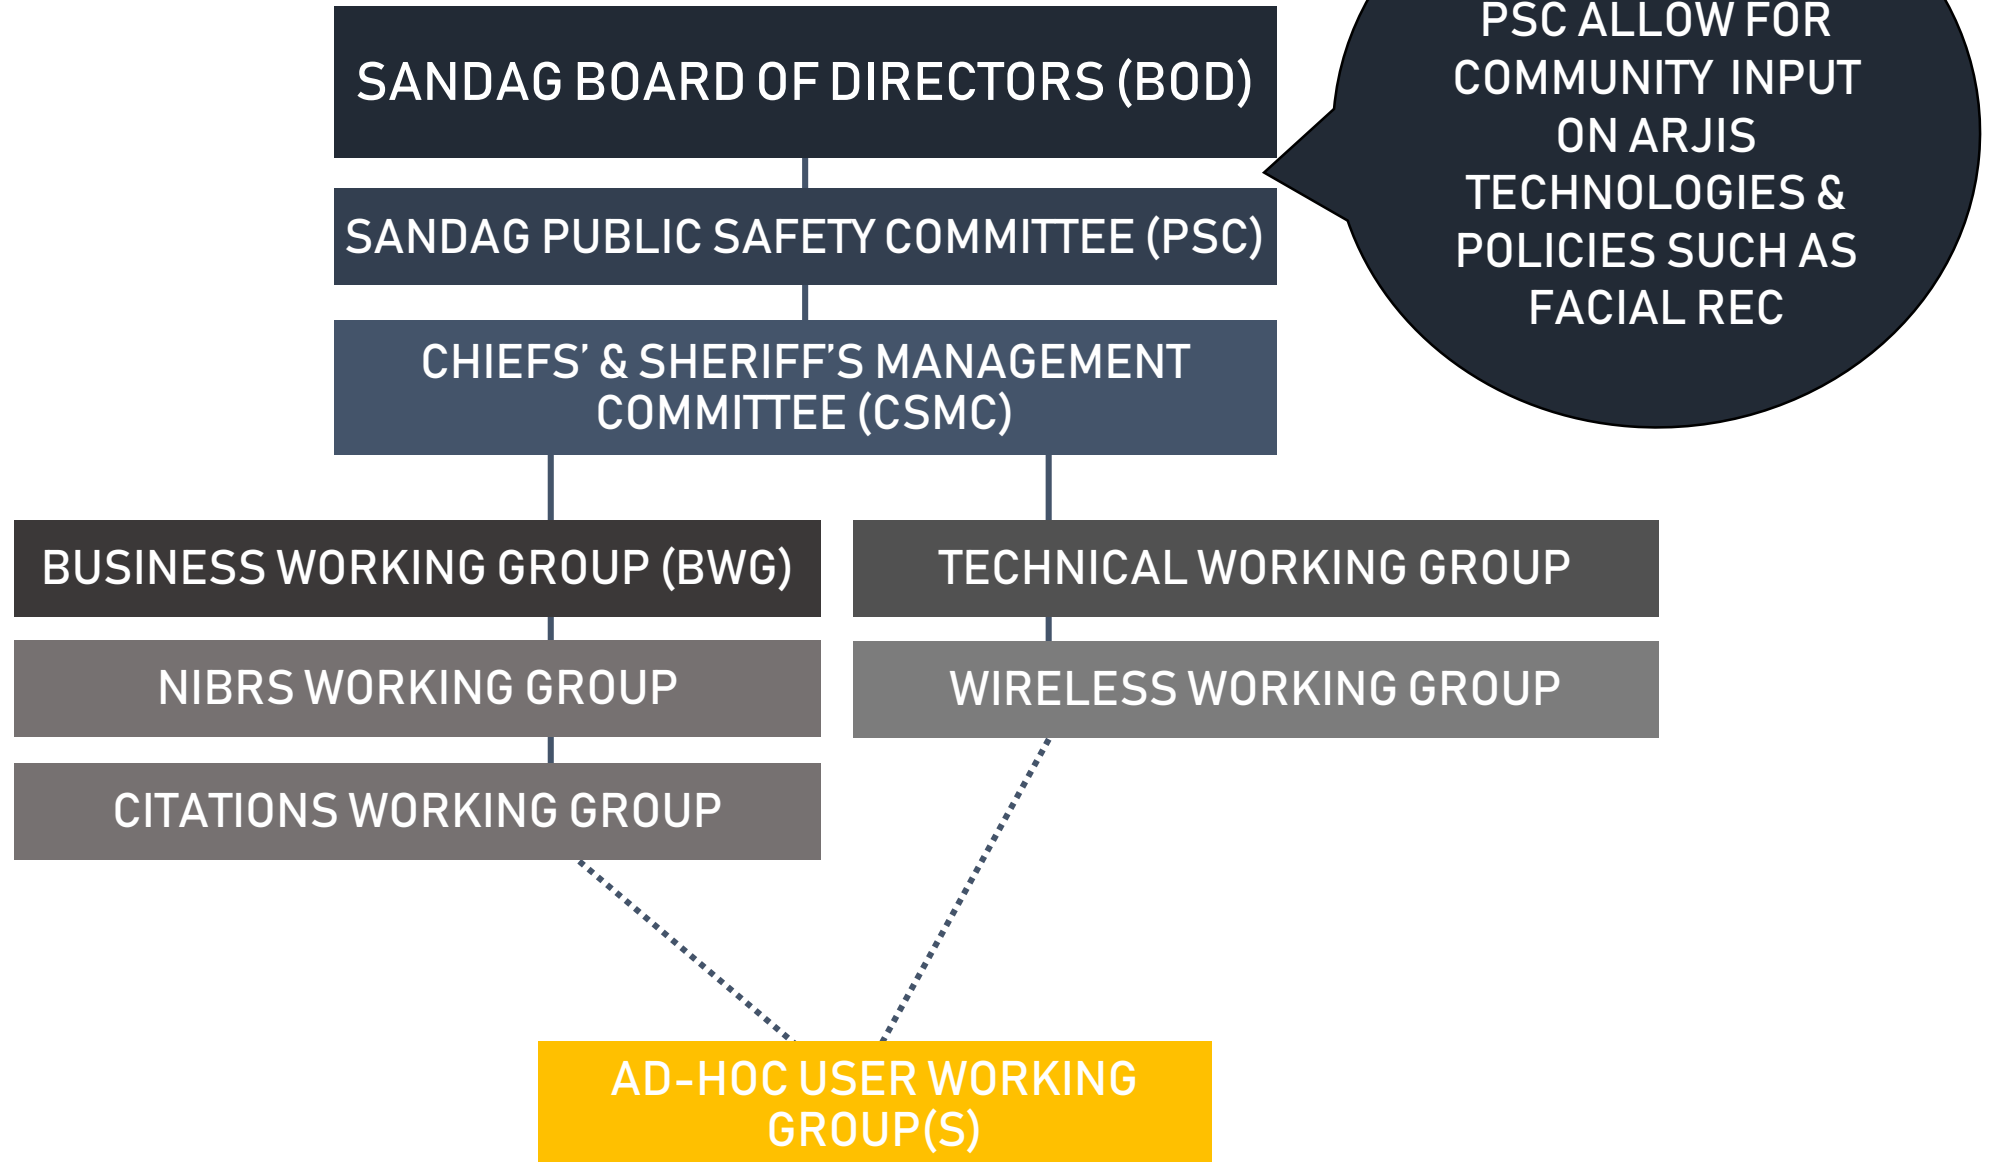 SANDAG BOARD OF DIRECTORS (BOD)
PSC ALLOW FOR
COMMUNITY INPUT
ON ARJIS
TECHNOLOGIES &
POLICIES SUCH AS
FACIAL REC
SANDAG PUBLIC SAFETY COMMITTEE (PSC)
CHIEFS’ & SHERIFF’S MANAGEMENT
COMMITTEE (CSMC)
BUSINESS WORKING GROUP (BWG)
TECHNICAL WORKING GROUP
NIBRS WORKING GROUP
WIRELESS WORKING GROUP
CITATIONS WORKING GROUP
AD-HOC USER WORKING
GROUP(S)